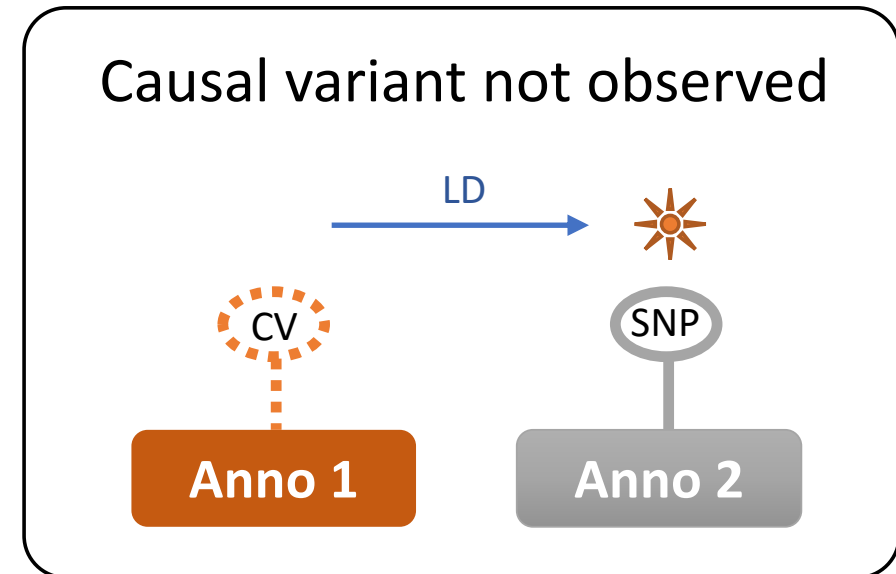 Causal variant not observed
LD
CV
SNP
Anno 1
Anno 2